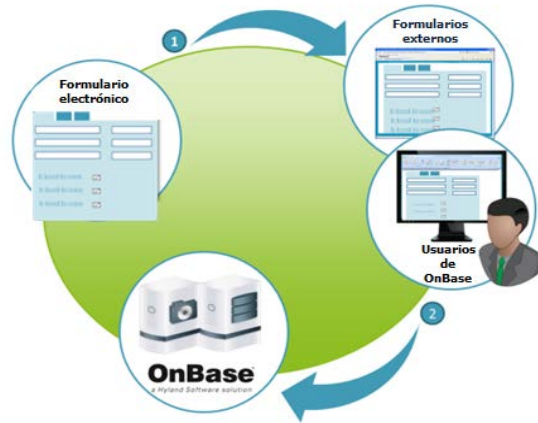 1
Formularios
externos
Formulario
electrónico
Usuarios
de
OnBase
2
OnBase
a Hyland Software solution